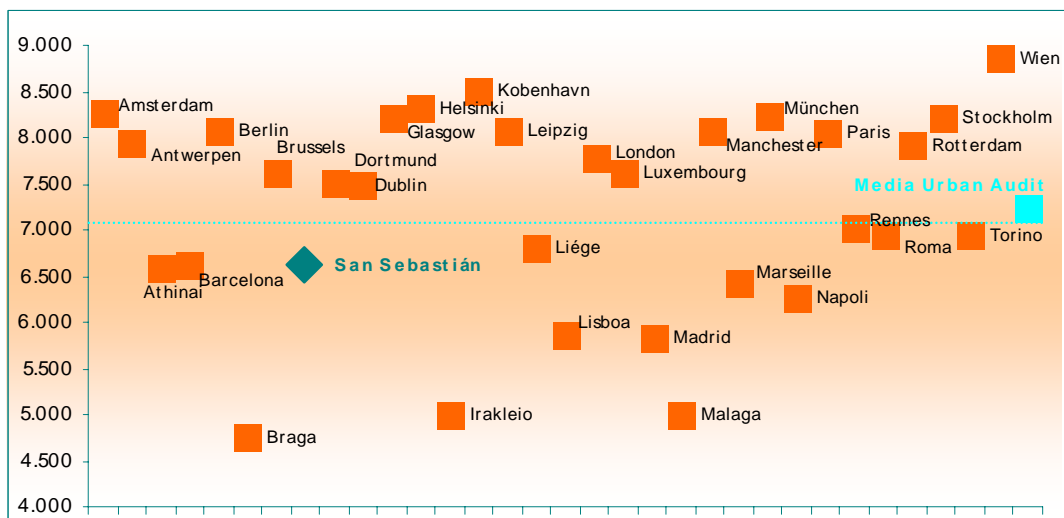 9.000
8.500
8.000
7.500
7.000
6.500
6.000
5.500
5.000
4.500
4.000
Wien
Kobenhavn
Amsterdam
Helsinki
München
Stockholm
Berlin
Glasgow
Leipzig
Manchester
Paris
Rotterdam
Antwerpen
Brussels
Dortmund
London
Dublin
Luxembourg
Media Urban Audit
Rennes
Torino
Roma
Liége
San Sebastián
Barcelona
Athinai
Marseille
Napoli
Lisboa
Madrid
Irakleio
Malaga
Braga